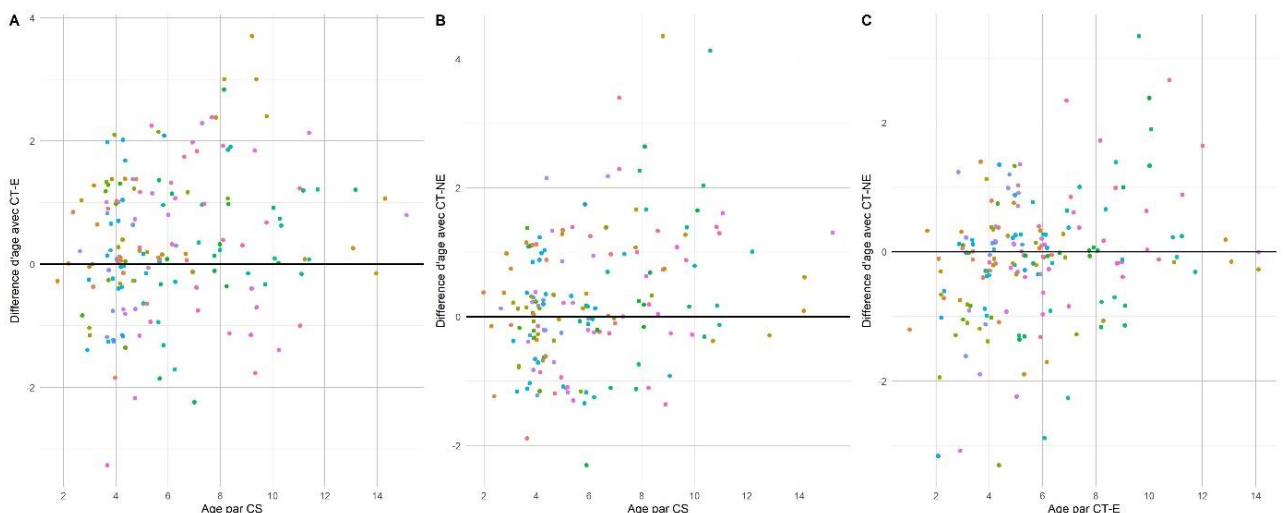 A
4
2
0
-2
Difference d'age avec CT-E
2 4 6 8 10 12 14
Age par CS
B
4
2
0
-2
Difference d'age avec CT-NE
2 4 6 8 10 12 14
Age par CS
C
2
0
-2
Difference d'age avec CT-NE
2 4 6 8 10 12 14
Age par CT-E